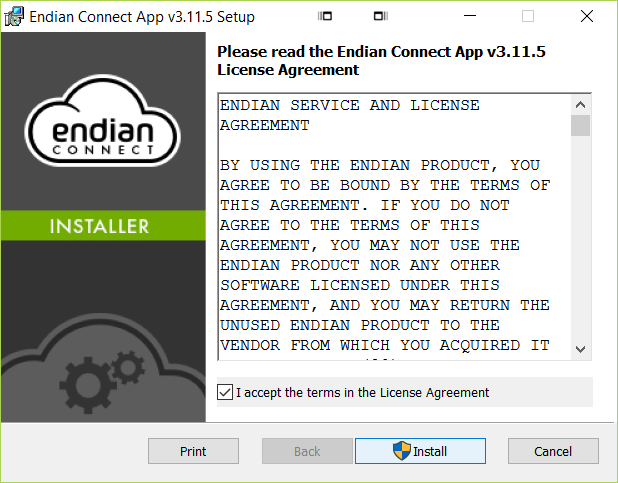 Endian Connect App v3.11.5 Setup
endian
CONNECT
INSTALLER
Please read the Endian Connect App v3.11.5
License Agreement
ENDIAN SERVICE AND LICENSE
AGREEMENT
BY USING THE ENDIAN PRODUCT, YOU
AGREE TO BE BOUND BY THE TERMS OF
THIS AGREEMENT. IF YOU DO NOT
AGREE TO THE TERMS OF THIS
AGREEMENT, YOU MAY NOT USE THE
ENDIAN PRODUCT NOR ANY OTHER
SOFTWARE LICENSED UNDER THIS
AGREEMENT, AND YOU MAY RETURN THE
UNUSED ENDIAN PRODUCT TO THE
VENDOR FROM WHICH YOU ACQUIRED IT
I accept the terms in the License Agreement
Print
Back
Install
Cancel